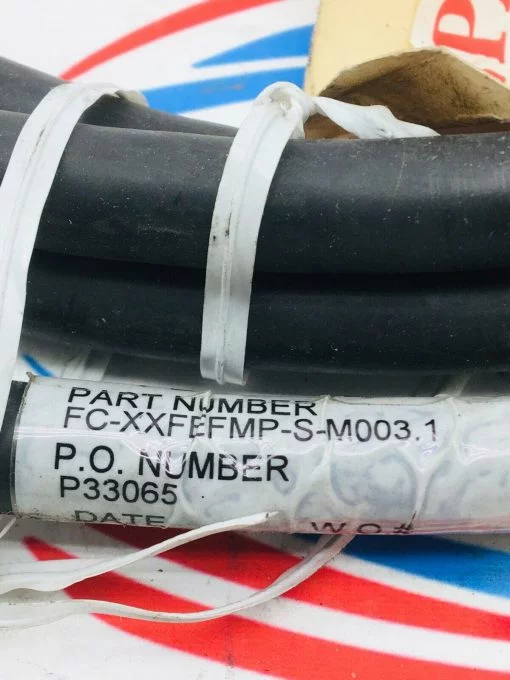 PART NUMBER
FC-XXFEFMP-S-M003.1
P.O. NUMBER
P33065
DATE W.O.#